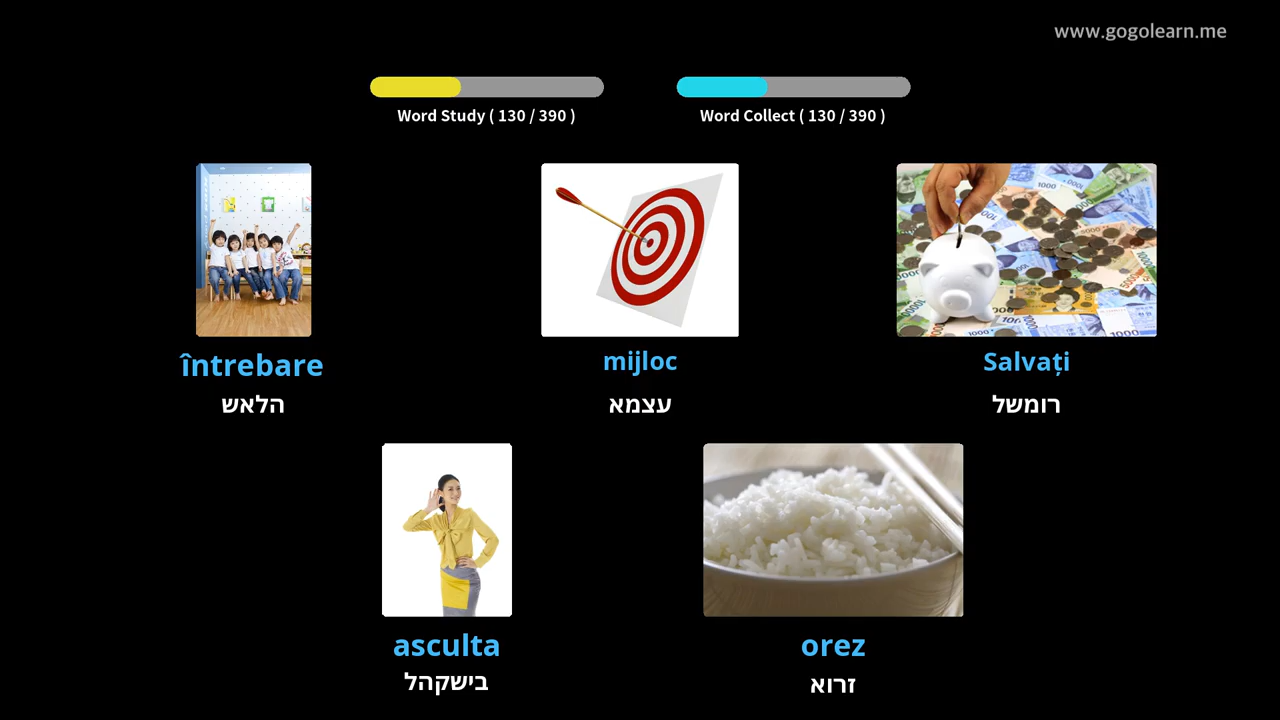 www.gogolearn.me
Word Study ( 130 / 390 )
Word Collect ( 130 / 390 )
întrebare
הלאש
mijloc
עצמא
Salvați
רומשל
asculta
בישקהל
orez
זרוא